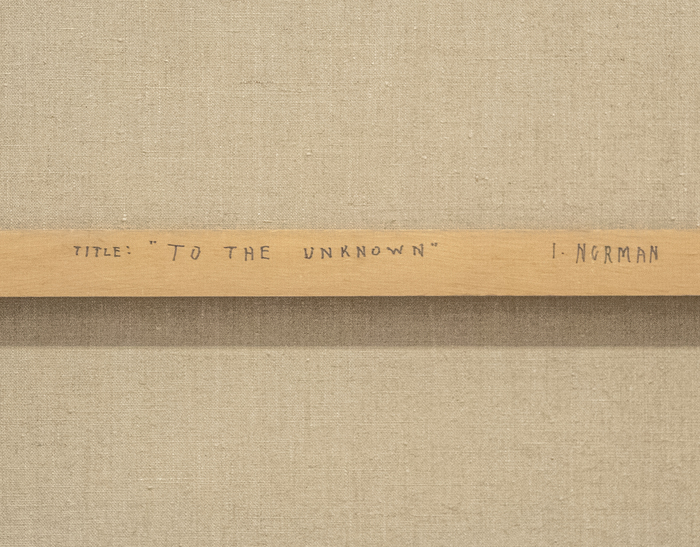 TITLE: "TO THE UNKNOWN" I. NORMAN